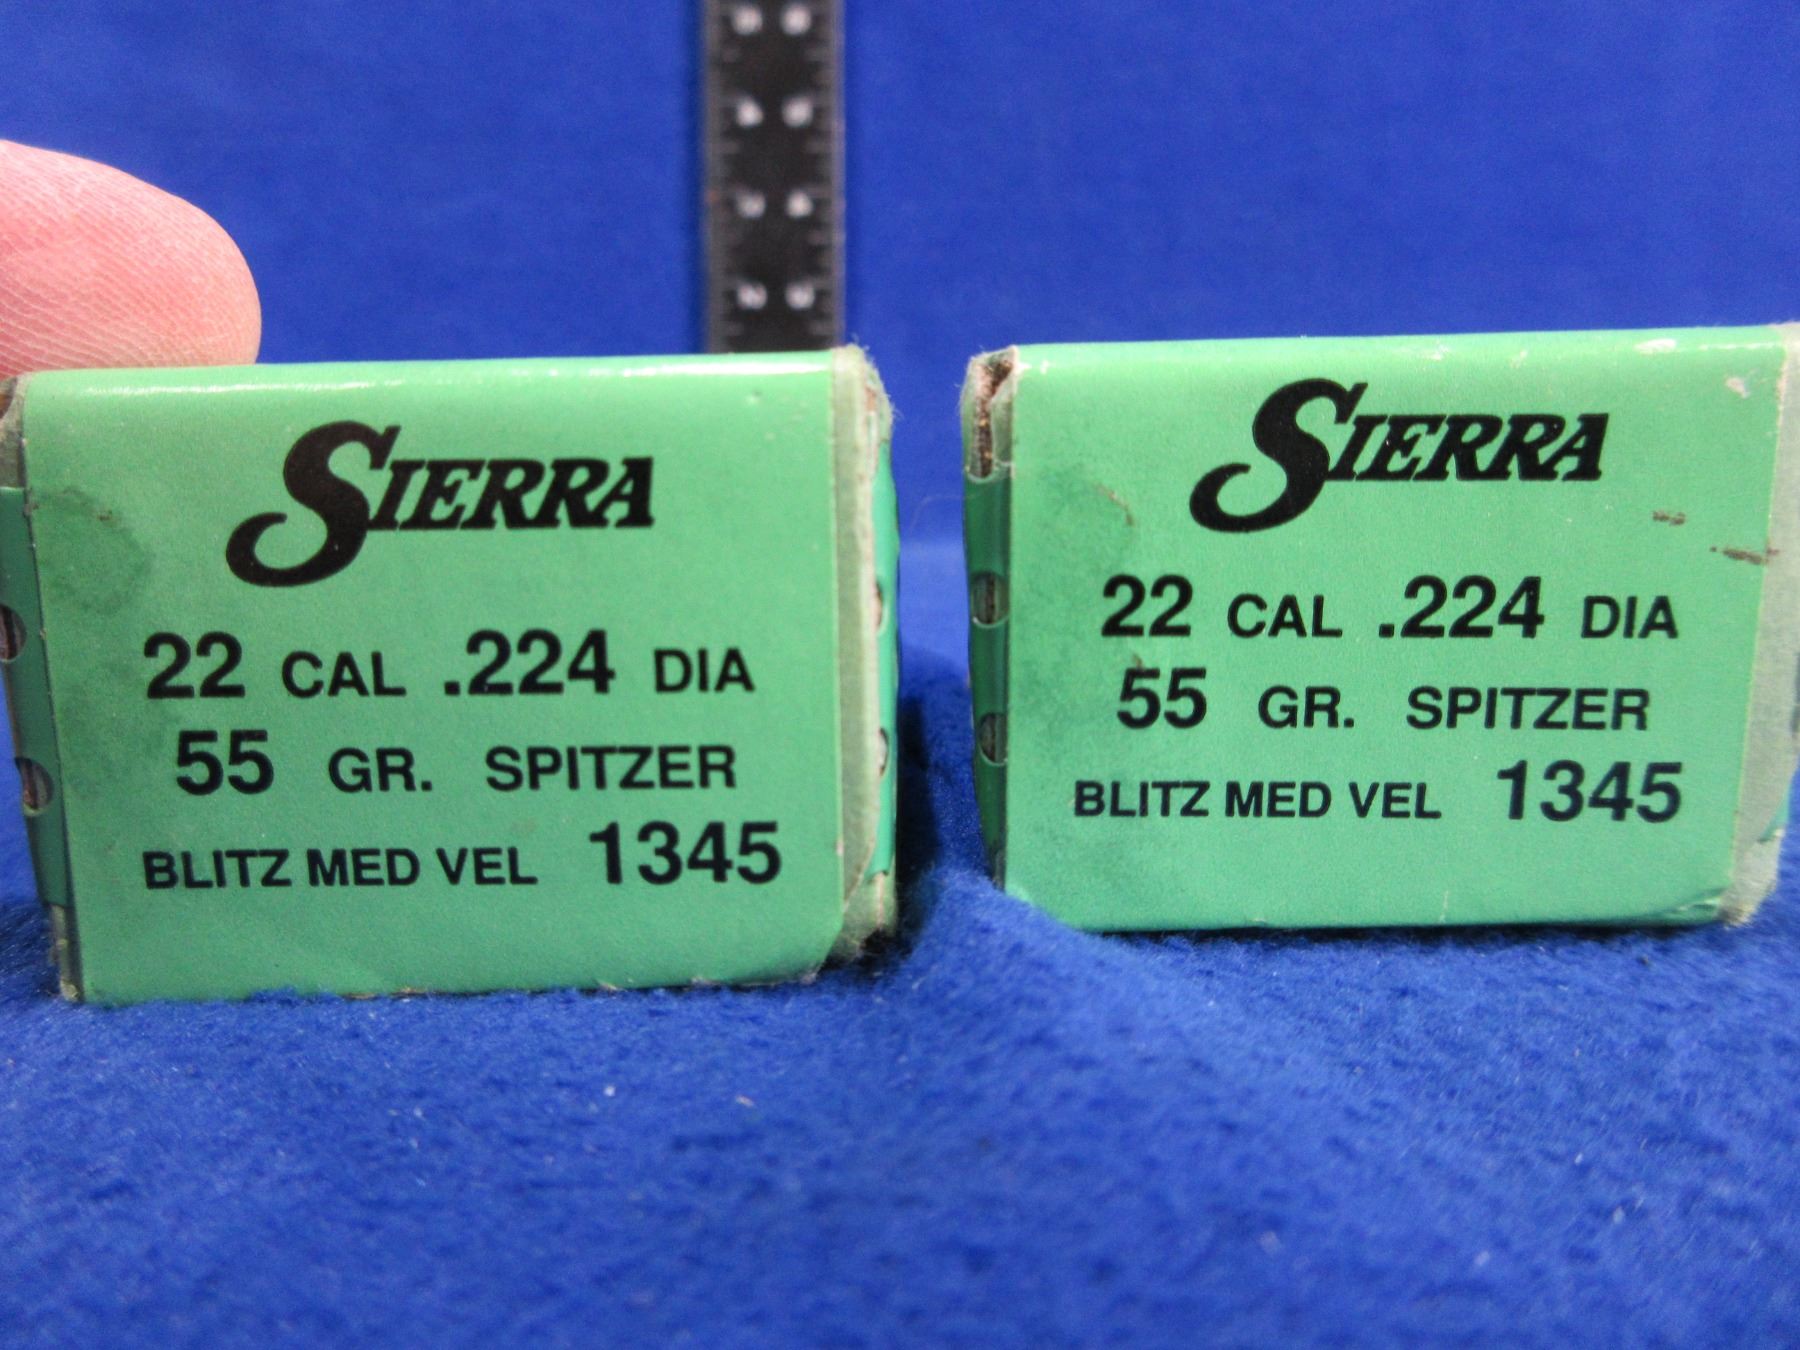 SIERRA
22 CAL .224 DIA
55 GR. SPITZER
BLITZ MED VEL 1345
SIERRA
22 CAL .224 DIA
55 GR. SPITZER
BLITZ MED VEL 1345